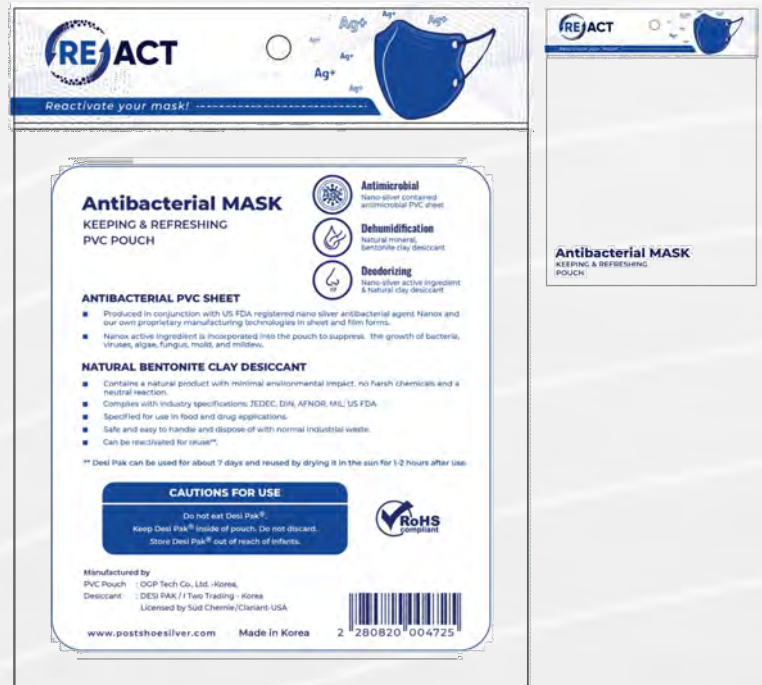 RE ACT
Ag+
Ag+
Ag+
Ag+
Ag+
Ag+
Ag+
Reactivate your mask!
Antibacterial MASK
KEEPING & REFRESHING
PVC POUCH
Antimicrobial
Nano-silver contained
antimicrobial PVC sheet
Dehumidification
Natural mineral,
bentonite clay desiccant
Deodorizing
Nano-silver active ingredient
& Natural clay desiccant
ANTIBACTERIAL PVC SHEET
Produced in conjunction with US FDA registered nano silver antibacterial agent Nanox and
our own proprietary manufacturing technologies in sheet and film forms.
Nanox active ingredient is incorporated into the pouch to suppress the growth of bacteria,
viruses, algae, fungus, mold, and mildew.
NATURAL BENTONITE CLAY DESICCANT
Contains a natural product with minimal environmental impact, no harsh chemicals and a
neutral reaction.
Complies with industry specifications: JEDEC, DIN, AFNOR, MIL, US FDA
Specified for use in food and drug applications.
Safe and easy to handle and dispose of with normal industrial waste.
Can be reactivated for reuse**.
** Desi Pak can be used for about 7 days and reused by drying it in the sun for 1-2 hours after use.
CAUTIONS FOR USE
Do not eat Desi Pak®.
Keep Desi Pak® inside of pouch. Do not discard.
Store Desi Pak® out of reach of infants.
RoHS
compliant
Manufactured by
PVC Pouch : OGP Tech Co., Ltd. -Korea,
Desiccant : DESI PAK / I Two Trading - Korea
Licensed by Süd Chemie/Clariant-USA
www.postshoesilver.com Made in Korea
2 280820 004725
RE ACT
Reactivate your mask!
Antibacterial MASK
KEEPING & REFRESHING
POUCH